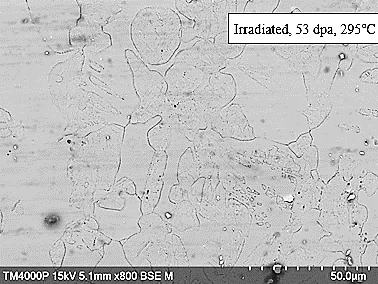 Irradiated, 53 dpa, 295°C
TM4000P 15kV 5.1mm x800 BSE M
50.0µm